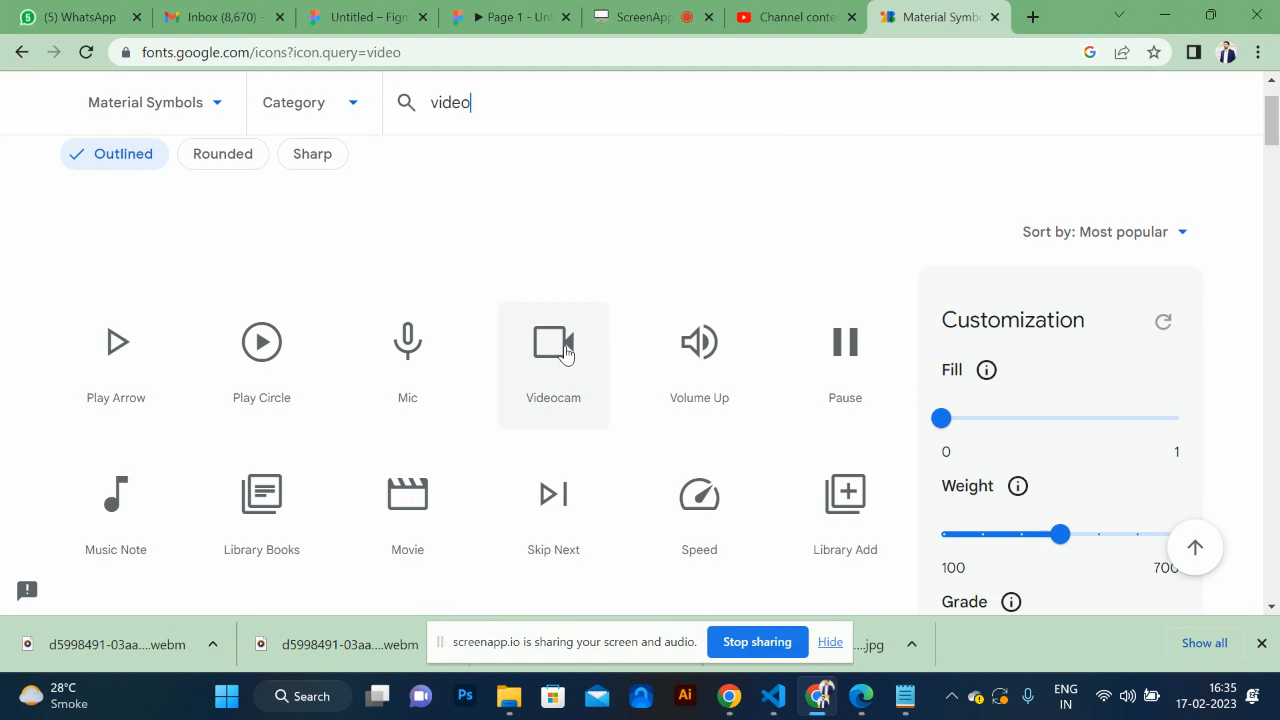 (5) WhatsApp
Inbox (8,670) -
Untitled – Figm
Page 1 - Unt
ScreenApp
Channel conte
Material Symb
fonts.google.com/icons?icon.query=video
Material Symbols
Category
video
Outlined
Rounded
Sharp
Sort by: Most popular
Customization
Fill
0
1
Weight
100
700
Grade
Play Arrow
Play Circle
Mic
Videocam
Volume Up
Pause
Music Note
Library Books
Movie
Skip Next
Speed
Library Add
d5998491-03aa....webm
d5998491-03aa....webm
screenapp.io is sharing your screen and audio.
Stop sharing
Hide
....jpg
Show all
28°C
Smoke
Search
Ps
Ai
ENG
IN
16:35
17-02-2023